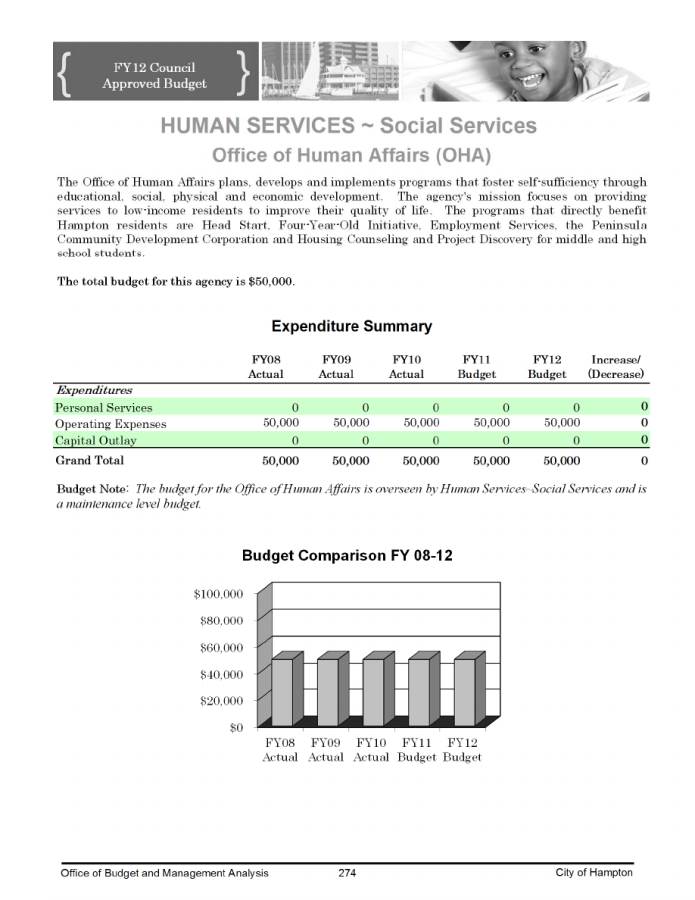 FY12 Council
Approved Budget
HUMAN SERVICES ~ Social Services
Office of Human Affairs (OHA)
The Office of Human Affairs plans, develops and implements programs that foster self-sufficiency through
educational, social, physical and economic development. The agency's mission focuses on providing
services to low-income residents to improve their quality of life. The programs that directly benefit
Hampton residents are Head Start, Four-Year-Old Initiative, Employment Services, the Peninsula
Community Development Corporation and Housing Counseling and Project Discovery for middle and high
school students.
The total budget for this agency is $50,000.
Expenditure Summary
FY08 FY09 FY10 FY11 FY12 Increase/
Actual Actual Actual Budget Budget (Decrease)
Expenditures
Personal Services 0 0 0 0 0 0
Operating Expenses 50,000 50,000 50,000 50,000 50,000 0
Capital Outlay 0 0 0 0 0 0
Grand Total 50,000 50,000 50,000 50,000 50,000 0
Budget Note: The budget for the Office of Human Affairs is overseen by Human Services~Social Services and is
a maintenance level budget.
Budget Comparison FY 08-12
$100,000
$80,000
$60,000
$40,000
$20,000
$0
FY08 FY09 FY10 FY11 FY12
Actual Actual Actual Budget Budget
Office of Budget and Management Analysis 274 City of Hampton